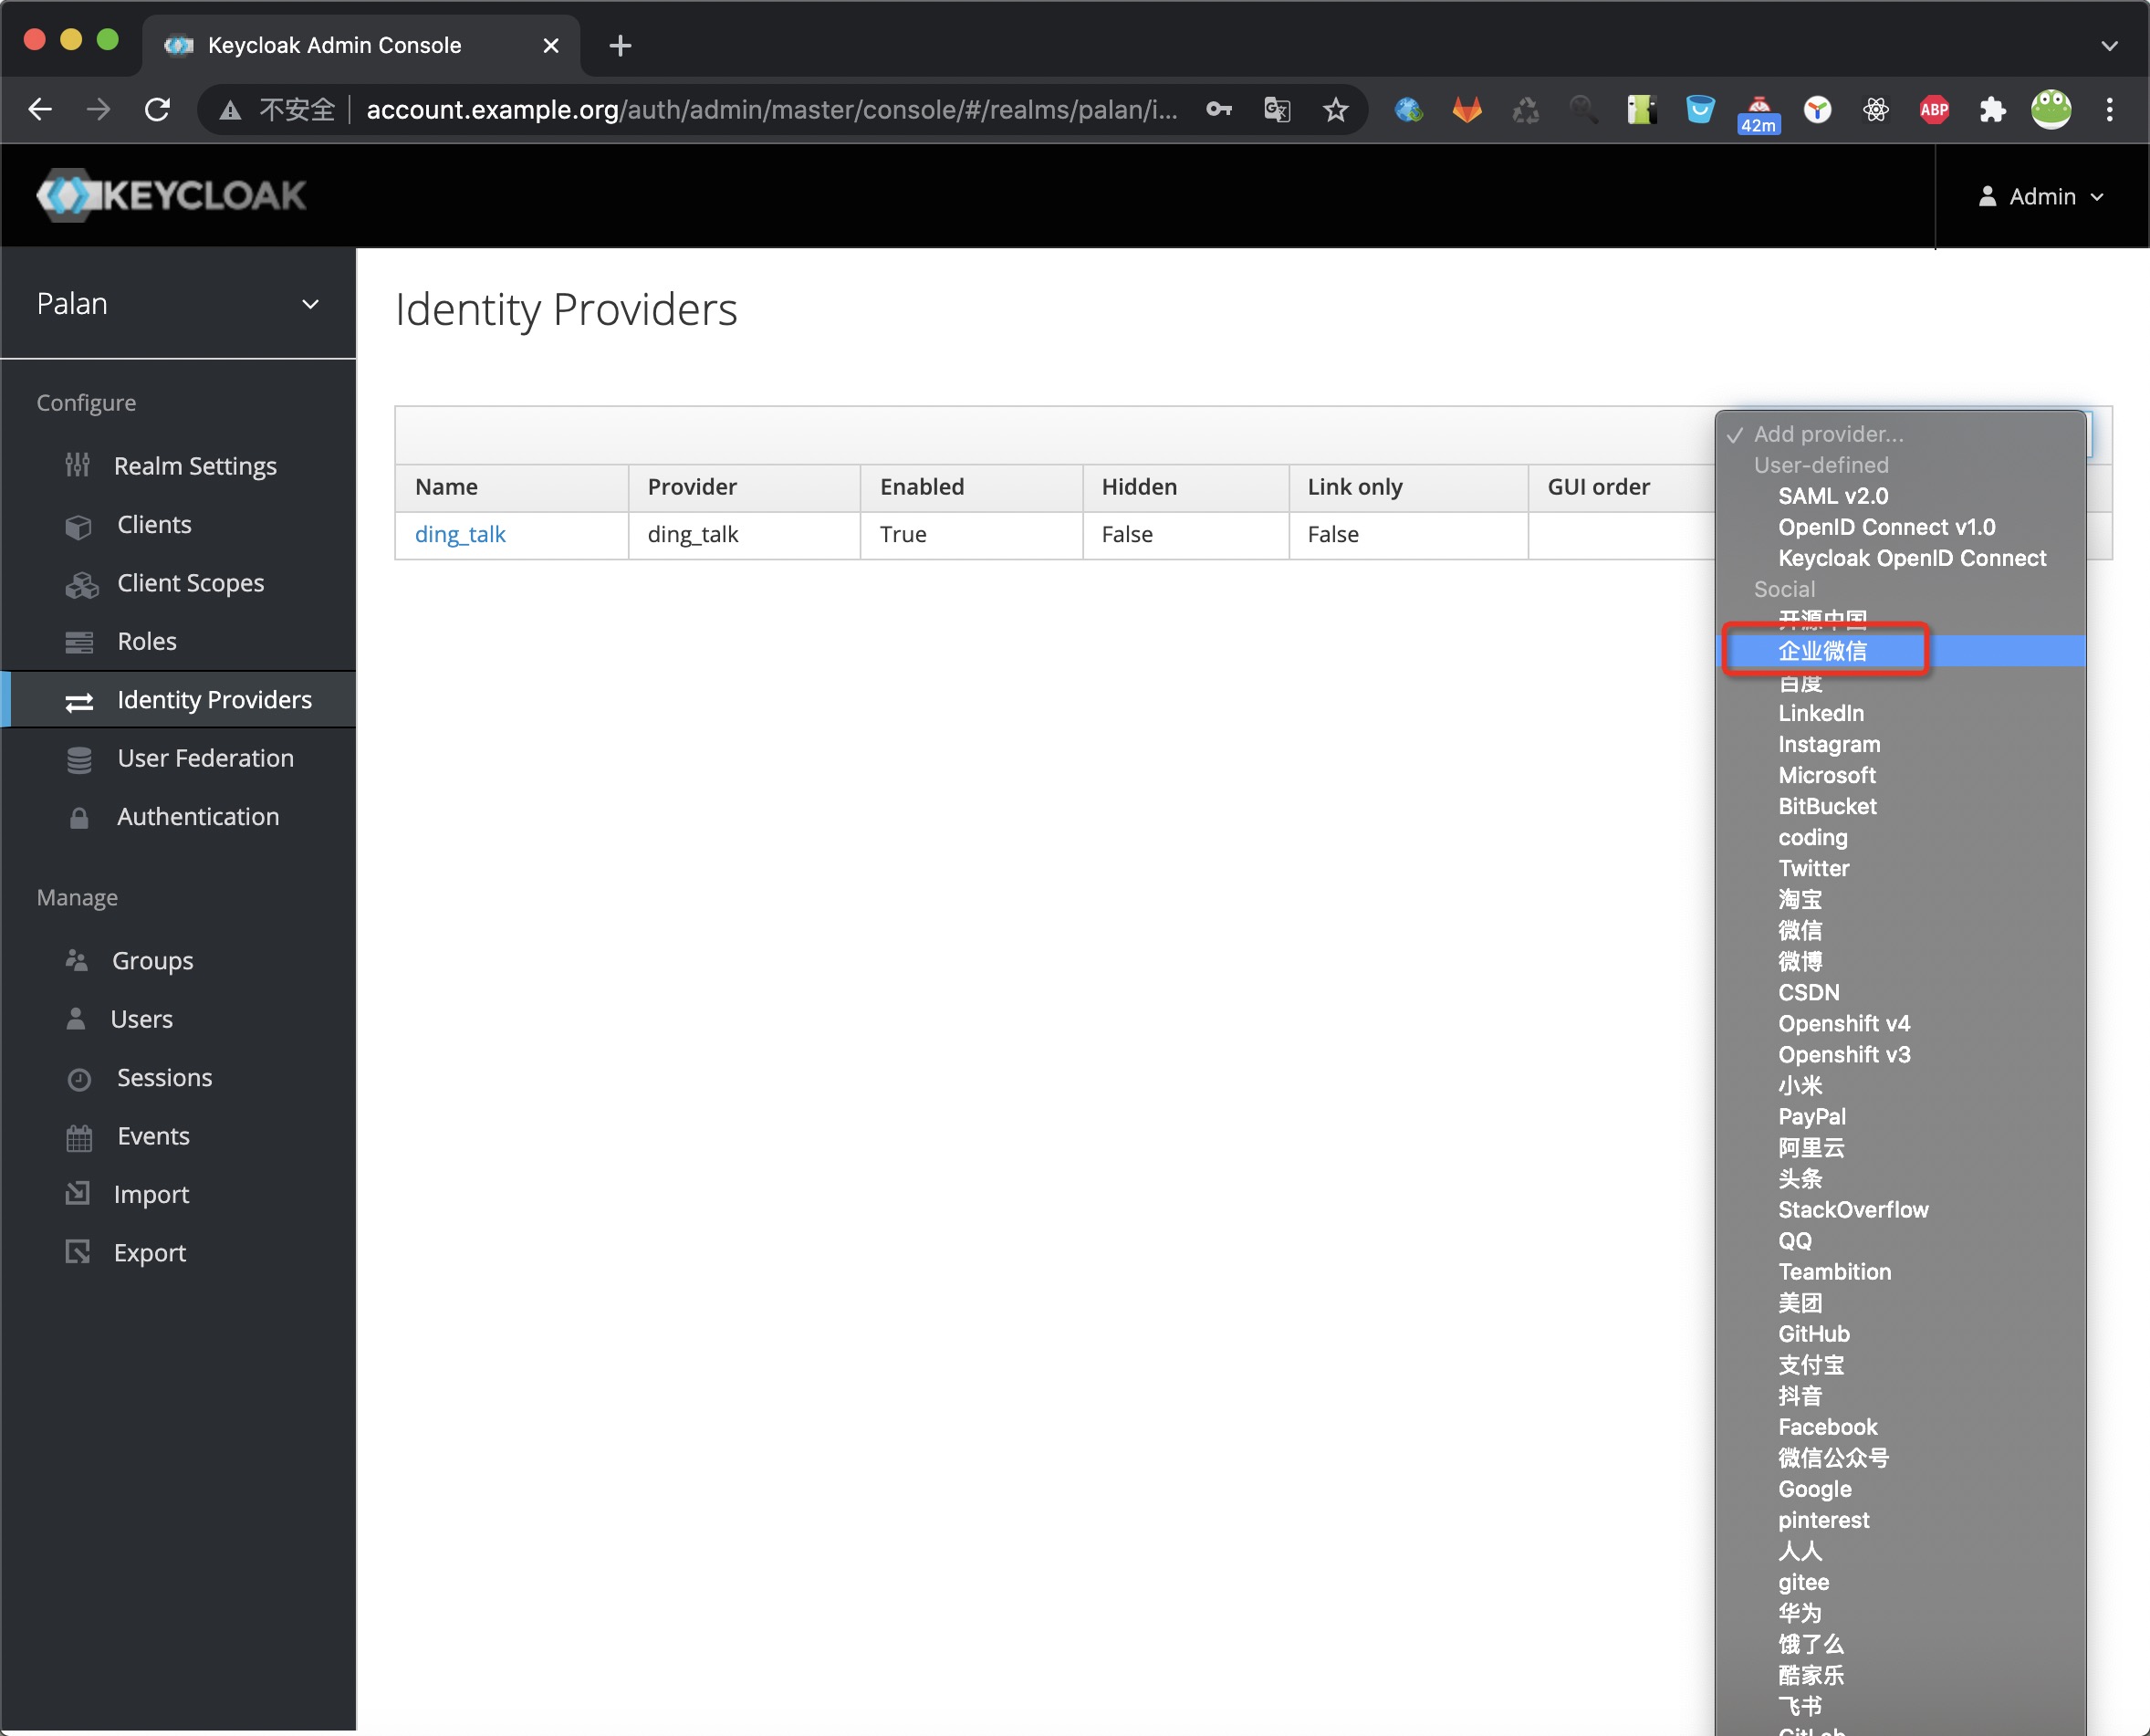 Keycloak Admin Console
不安全
account.example.org/auth/admin/master/console/#/realms/palan/i...
42m
ABP
KEYCLOAK
Admin
Palan
Configure
Realm Settings
Clients
Client Scopes
Roles
Identity Providers
User Federation
Authentication
Manage
Groups
Users
Sessions
Events
Import
Export
Identity Providers
Name Provider Enabled Hidden Link only GUI order
ding_talk ding_talk True False False
Add provider...
User-defined
SAML v2.0
OpenID Connect v1.0
Keycloak OpenID Connect
Social
开源中国
企业微信
百度
LinkedIn
Instagram
Microsoft
BitBucket
coding
Twitter
淘宝
微信
微博
CSDN
Openshift v4
Openshift v3
小米
PayPal
阿里云
头条
StackOverflow
QQ
Teambition
美团
GitHub
支付宝
抖音
Facebook
微信公众号
Google
pinterest
人人
gitee
华为
饿了么
酷家乐
飞书
GitLab